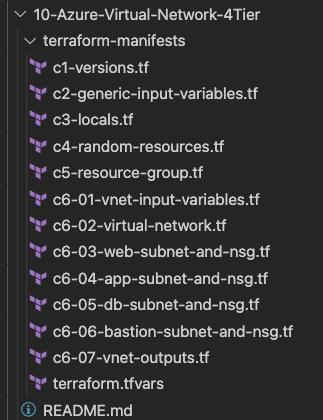 10-Azure-Virtual-Network-4Tier
terraform-manifests
c1-versions.tf
c2-generic-input-variables.tf
c3-locals.tf
c4-random-resources.tf
c5-resource-group.tf
c6-01-vnet-input-variables.tf
c6-02-virtual-network.tf
c6-03-web-subnet-and-nsg.tf
c6-04-app-subnet-and-nsg.tf
c6-05-db-subnet-and-nsg.tf
c6-06-bastion-subnet-and-nsg.tf
c6-07-vnet-outputs.tf
terraform.tfvars
README.md